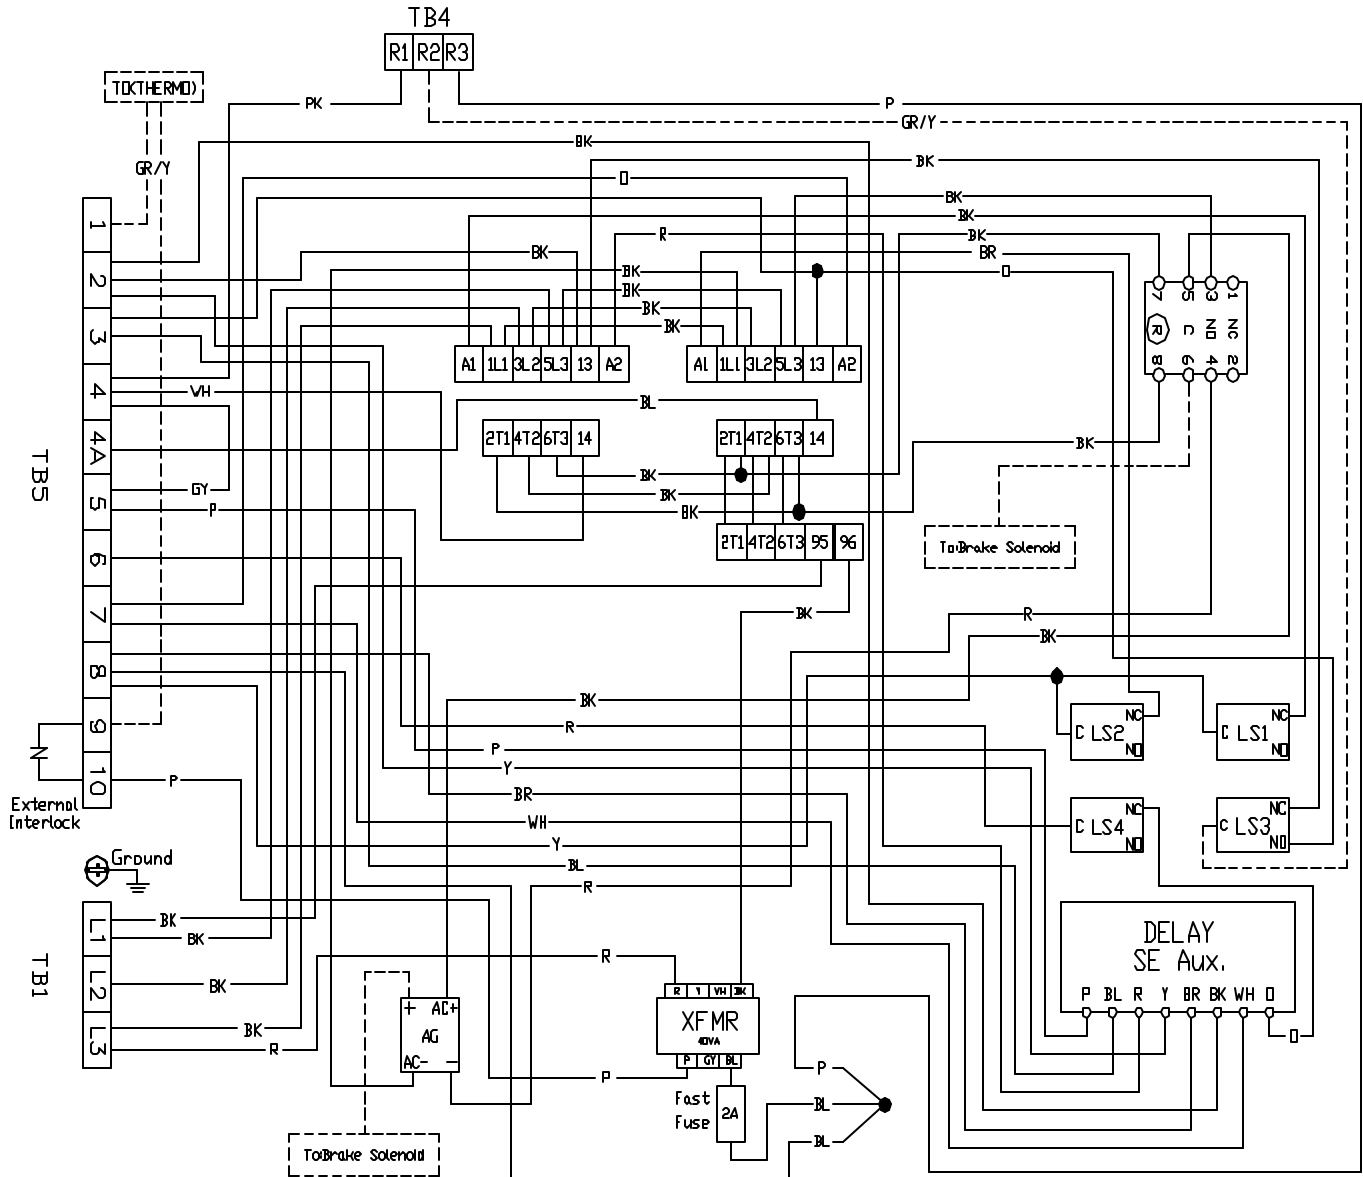 TB4
R1 R2 R3
TO(THERMO)
PK
P
GR/Y
BK
BK
GR/Y
O
BK
BK
R
BK
BK
BR
BK
O
BK
BK
BK
7 5 3 1
R C NO NC
8 6 4 2
1
2
3
4
4A
5
6
7
8
9
10
TB5
A1 1L1 3L2 5L3 13 A2
A1 1L1 3L2 5L3 13 A2
WH
BL
2T1 4T2 6T3 14
2T1 4T2 6T3 14
BK
BK
GY
BK
P
BK
2T1 4T2 6T3 95 96
To Brake Solenoid
BK
R
BK
BK
R
P
Y
P
BR
WH
Y
BL
R
NC
C LS2
NO
NC
C LS1
NO
NC
C LS4
NO
NC
C LS3
NO
External
Interlock
Ground
L1
L2
L3
TB1
BK
BK
BK
BK
R
R
DELAY
SE Aux.
P BL R Y BR BK WH O
O
+ AC+
AG
AC- -
R Y WH BK
XFMR
40VA
P GY BL
P
P
BL
BL
Fast
Fuse
2A
To Brake Solenoid